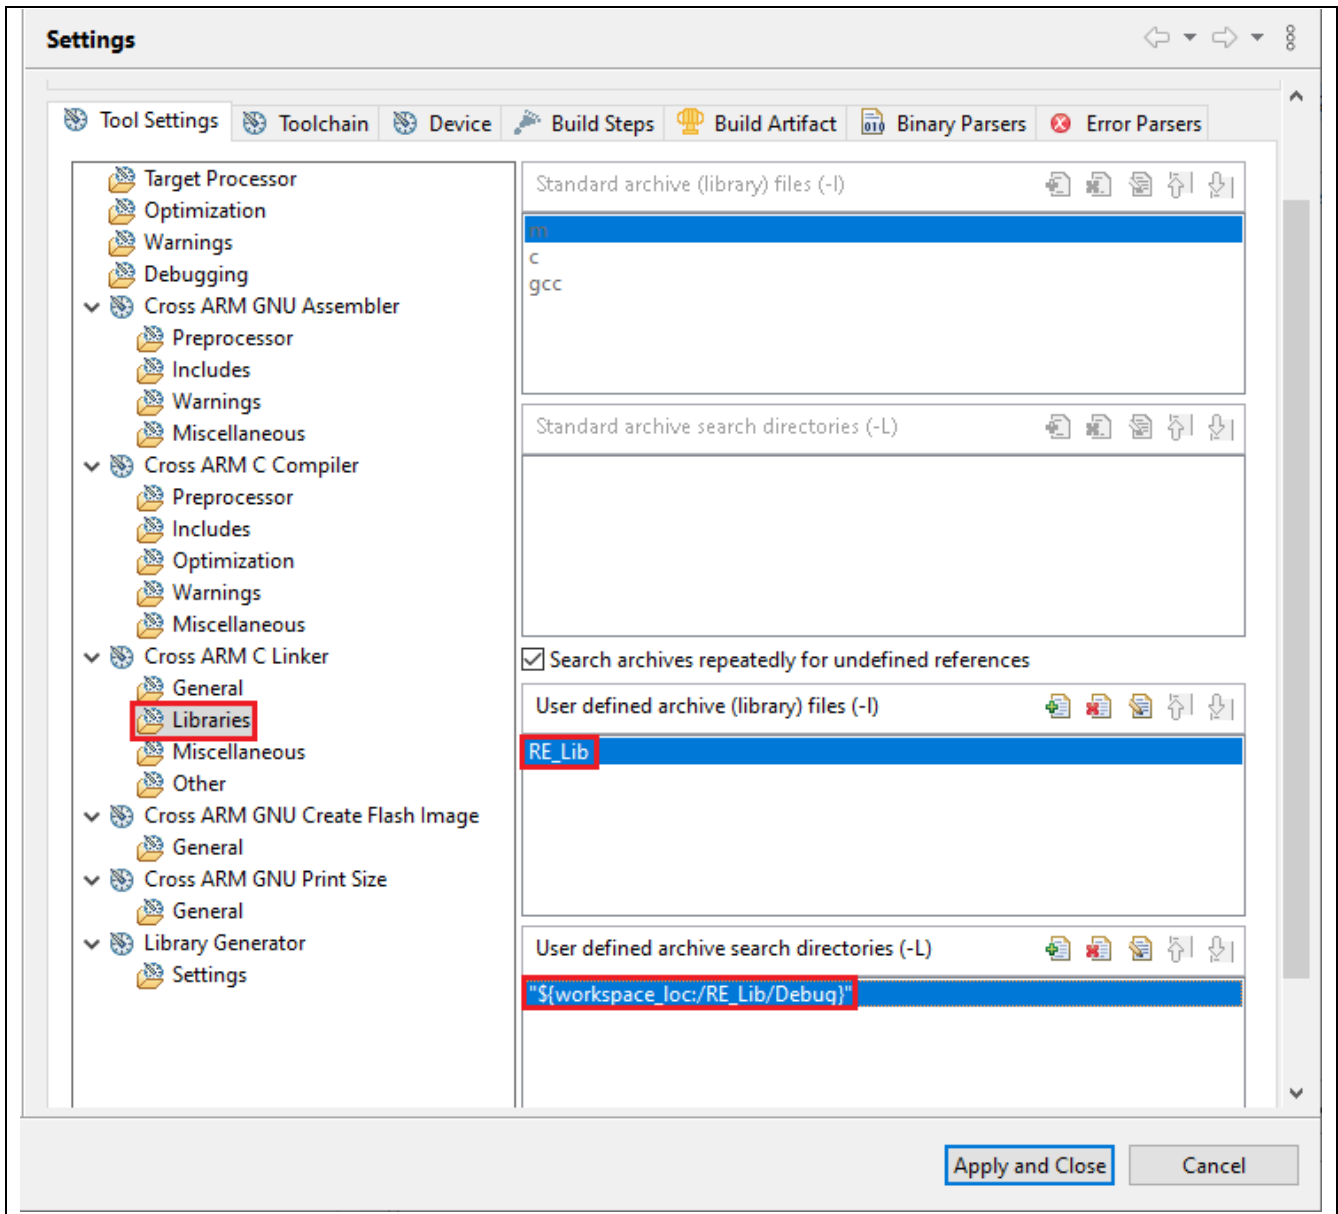 Settings
Tool Settings Toolchain Device Build Steps Build Artifact Binary Parsers Error Parsers
Target Processor
Optimization
Warnings
Debugging
Cross ARM GNU Assembler
Preprocessor
Includes
Warnings
Miscellaneous
Cross ARM C Compiler
Preprocessor
Includes
Optimization
Warnings
Miscellaneous
Cross ARM C Linker
General
Libraries
Miscellaneous
Other
Cross ARM GNU Create Flash Image
General
Cross ARM GNU Print Size
General
Library Generator
Settings
Standard archive (library) files (-l)
m
c
gcc
Standard archive search directories (-L)
Search archives repeatedly for undefined references
User defined archive (library) files (-l)
RE_Lib
User defined archive search directories (-L)
"${workspace_loc:/RE_Lib/Debug}"
Apply and Close Cancel